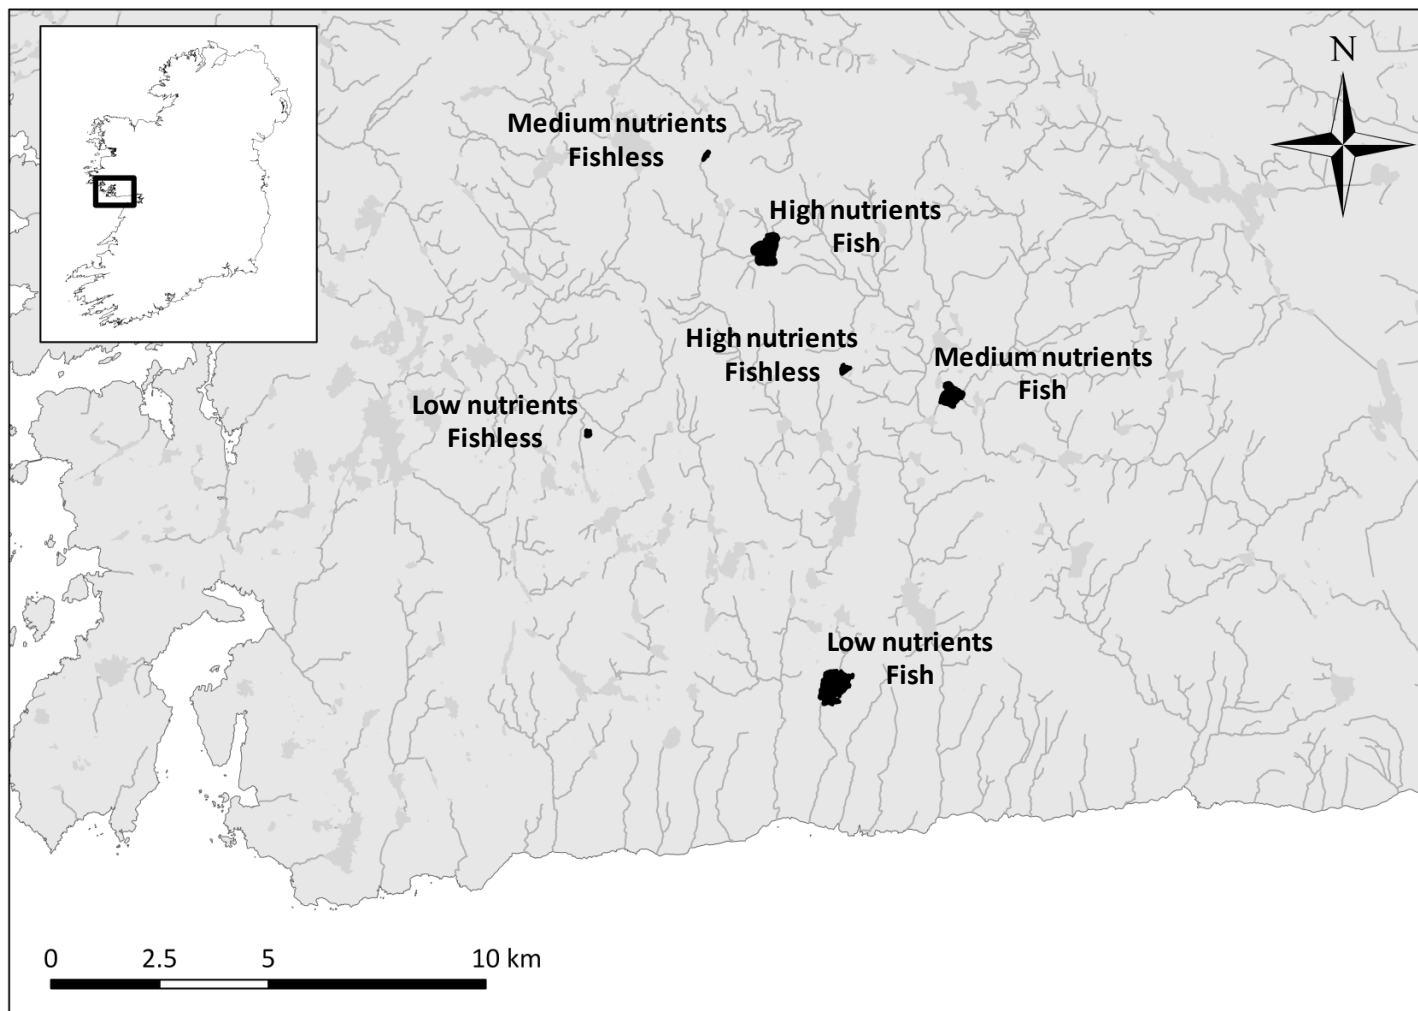 N
Medium nutrients
Fishless
High nutrients
Fish
High nutrients
Fishless
Medium nutrients
Fish
Low nutrients
Fishless
Low nutrients
Fish
0 2.5 5 10 km